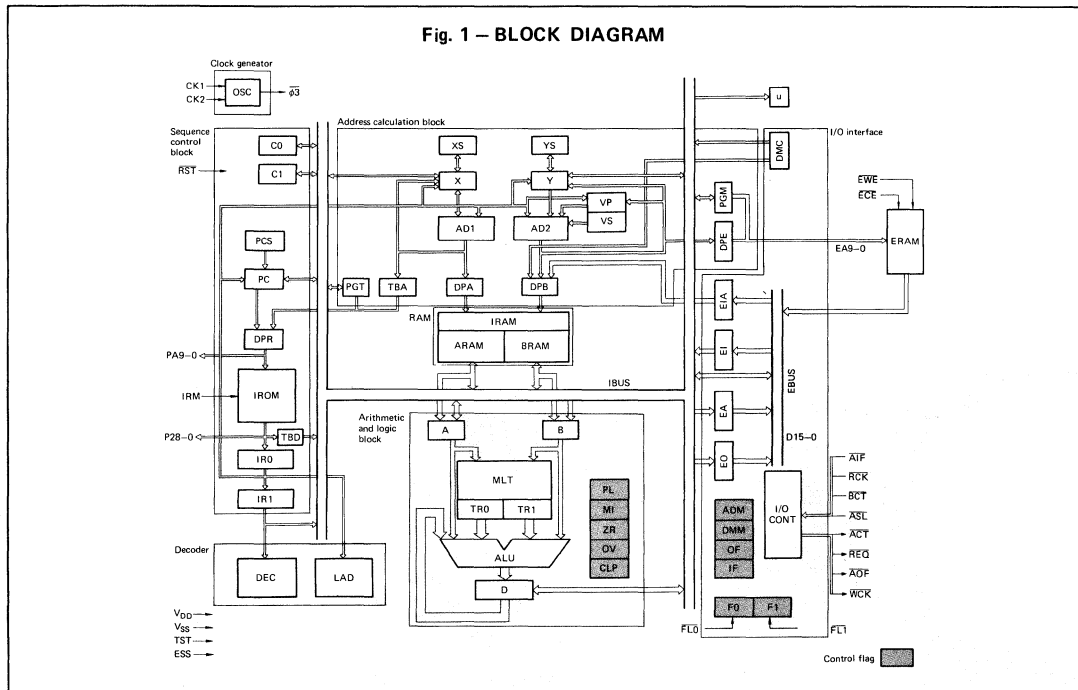 Fig. 1 – BLOCK DIAGRAM
Clock geneator
CK1
CK2
OSC
φ3
u
Sequence
control
block
RST
C0
C1
PCS
PC
DPR
PA9-0
IRM
IROM
P28-0
TBD
IR0
IR1
Address calculation block
XS
YS
X
Y
VP
VS
AD1
AD2
PGT
TBA
DPA
DPB
RAM
IRAM
ARAM
BRAM
IBUS
I/O interface
DMC
PGM
DPE
EWE
ECE
EA9-0
ERAM
EIA
EI
EA
EO
EBUS
D15-0
Arithmetic
and logic
block
A
B
MLT
TR0
TR1
ALU
D
PL
MI
ZR
OV
CLP
ADM
DMM
OF
IF
I/O
CONT
AIF
RCK
BCT
ASL
ACT
REQ
AOF
WCK
F0
F1
FL0
FL1
Decoder
DEC
LAD
VDD
VSS
TST
ESS
Control flag